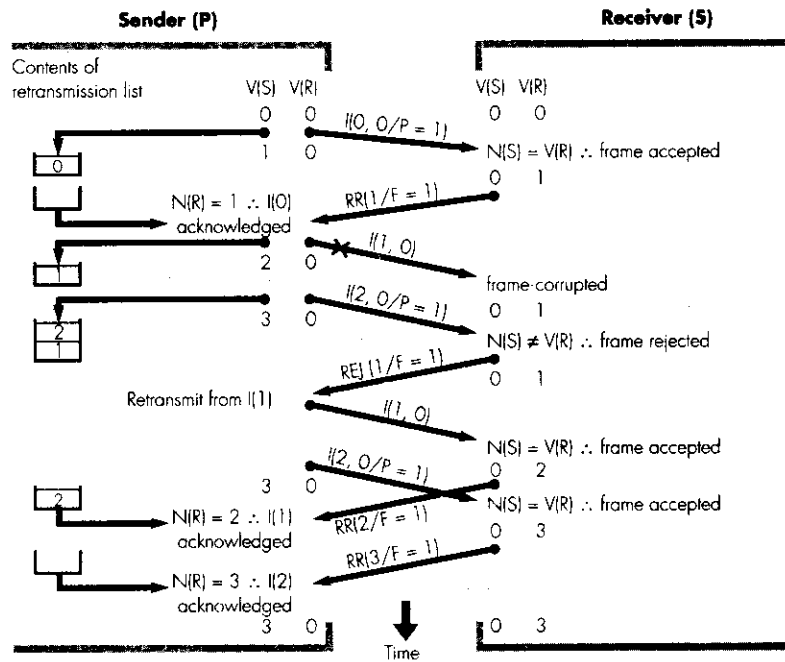 Sender (P)
Receiver (S)
Contents of
retransmission list
V(S) V(R)
0 0
V(S) V(R)
0 0
I(0, 0/P = 1)
1 0
0
N(S) = V(R) ∴ frame accepted
0 1
RR(1/F = 1)
N(R) = 1 ∴ I(0)
acknowledged
I(1, 0)
2 0
1
frame-corrupted
0 1
I(2, 0/P = 1)
3 0
2
1
N(S) ≠ V(R) ∴ frame rejected
0 1
REJ(1/F = 1)
Retransmit from I(1)
I(1, 0)
N(S) = V(R) ∴ frame accepted
0 2
I(2, 0/P = 1)
3 0
2
N(S) = V(R) ∴ frame accepted
0 3
N(R) = 2 ∴ I(1)
acknowledged
RR(2/F = 1)
RR(3/F = 1)
N(R) = 3 ∴ I(2)
acknowledged
3 0
0 3
Time